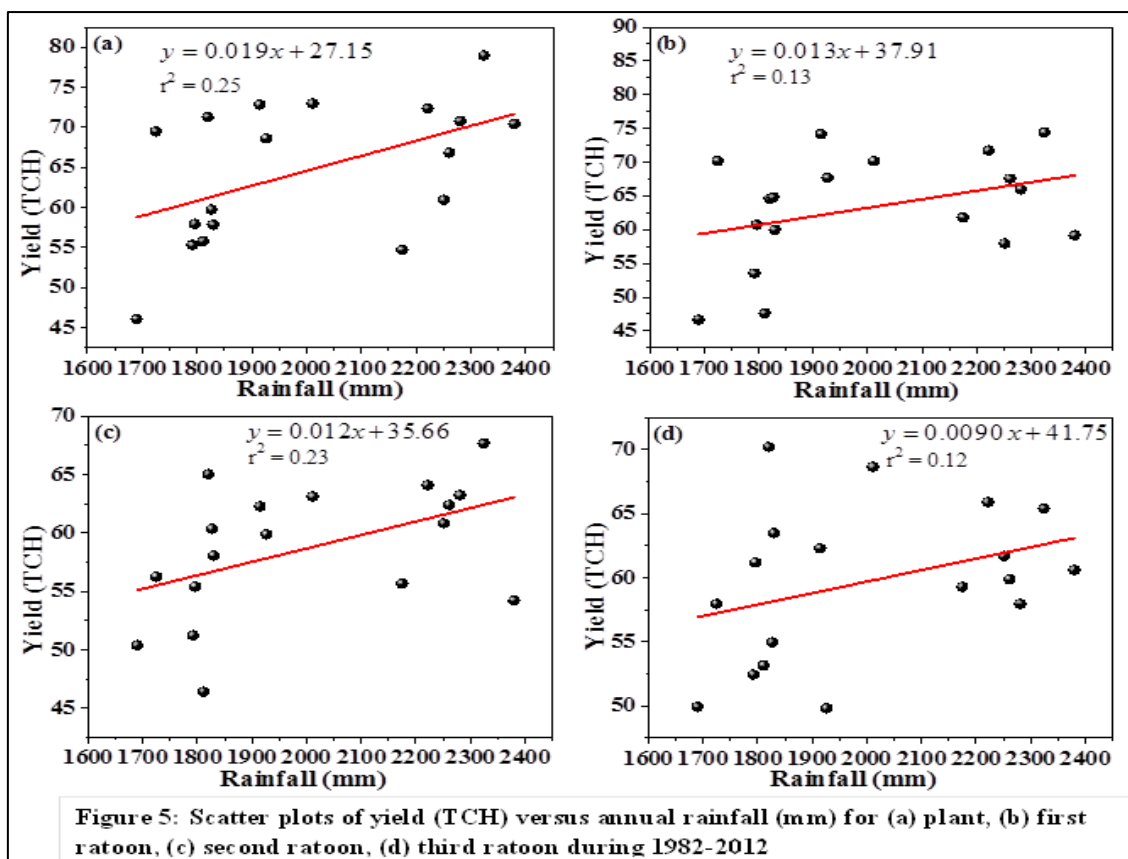 (a)
y = 0.019x + 27.15
r² = 0.25
80
75
70
65
60
55
50
45
Yield (TCH)
1600 1700 1800 1900 2000 2100 2200 2300 2400
Rainfall (mm)
(b)
y = 0.013x + 37.91
r² = 0.13
90
85
80
75
70
65
60
55
50
45
Yield (TCH)
1600 1700 1800 1900 2000 2100 2200 2300 2400
Rainfall (mm)
(c)
y = 0.012x + 35.66
r² = 0.23
70
65
60
55
50
45
Yield (TCH)
1600 1700 1800 1900 2000 2100 2200 2300 2400
Rainfall (mm)
(d)
y = 0.0090 x + 41.75
r² = 0.12
70
65
60
55
50
Yield (TCH)
1600 1700 1800 1900 2000 2100 2200 2300 2400
Rainfall (mm)
Figure 5: Scatter plots of yield (TCH) versus annual rainfall (mm) for (a) plant, (b) first
ratoon, (c) second ratoon, (d) third ratoon during 1982-2012